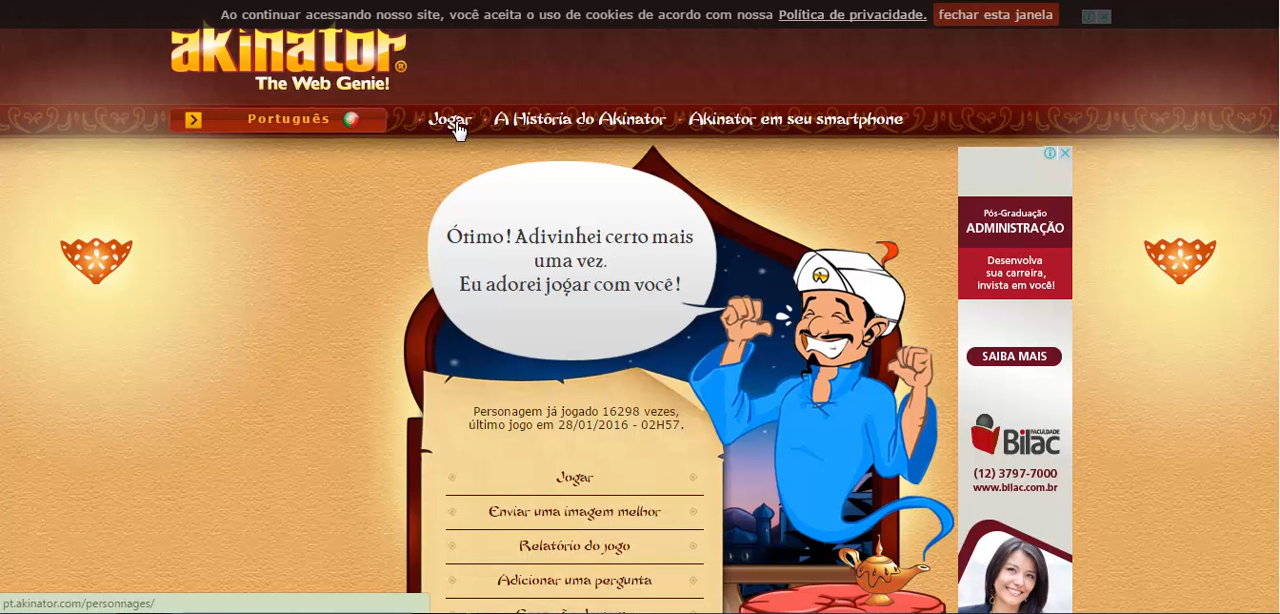 Ao continuar acessando nosso site, você aceita o uso de cookies de acordo com nossa Política de privacidade. fechar esta janela
akinator®
The Web Genie!
Português
· Jogar · A História do Akinator · Akinator em seu smartphone
Ótimo! Adivinhei certo mais
uma vez.
Eu adorei jogar com você!
Personagem já jogado 16298 vezes,
último jogo em 28/01/2016 - 02H57.
Jogar
Enviar uma imagem melhor
Relatório do jogo
Adicionar uma pergunta
Pós-Graduação
ADMINISTRAÇÃO
Desenvolva
sua carreira,
invista em você!
SAIBA MAIS
FACULDADE
Bilac
(12) 3797-7000
www.bilac.com.br
pt.akinator.com/personnages/